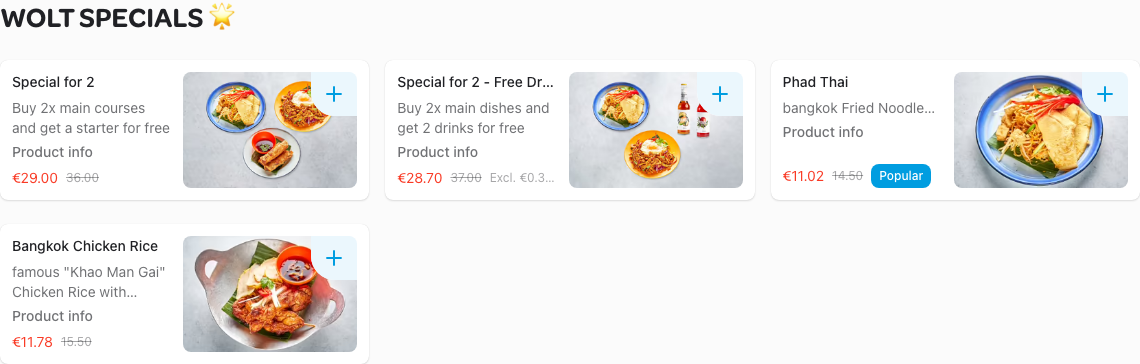 WOLT SPECIALS 🌟
Special for 2
Buy 2x main courses
and get a starter for free
Product info
€29.00 36.00
Special for 2 - Free Dr...
Buy 2x main dishes and
get 2 drinks for free
Product info
€28.70 37.00 Excl. €0.3...
Phad Thai
bangkok Fried Noodle...
Product info
€11.02 14.50 Popular
Bangkok Chicken Rice
famous "Khao Man Gai"
Chicken Rice with...
Product info
€11.78 15.50